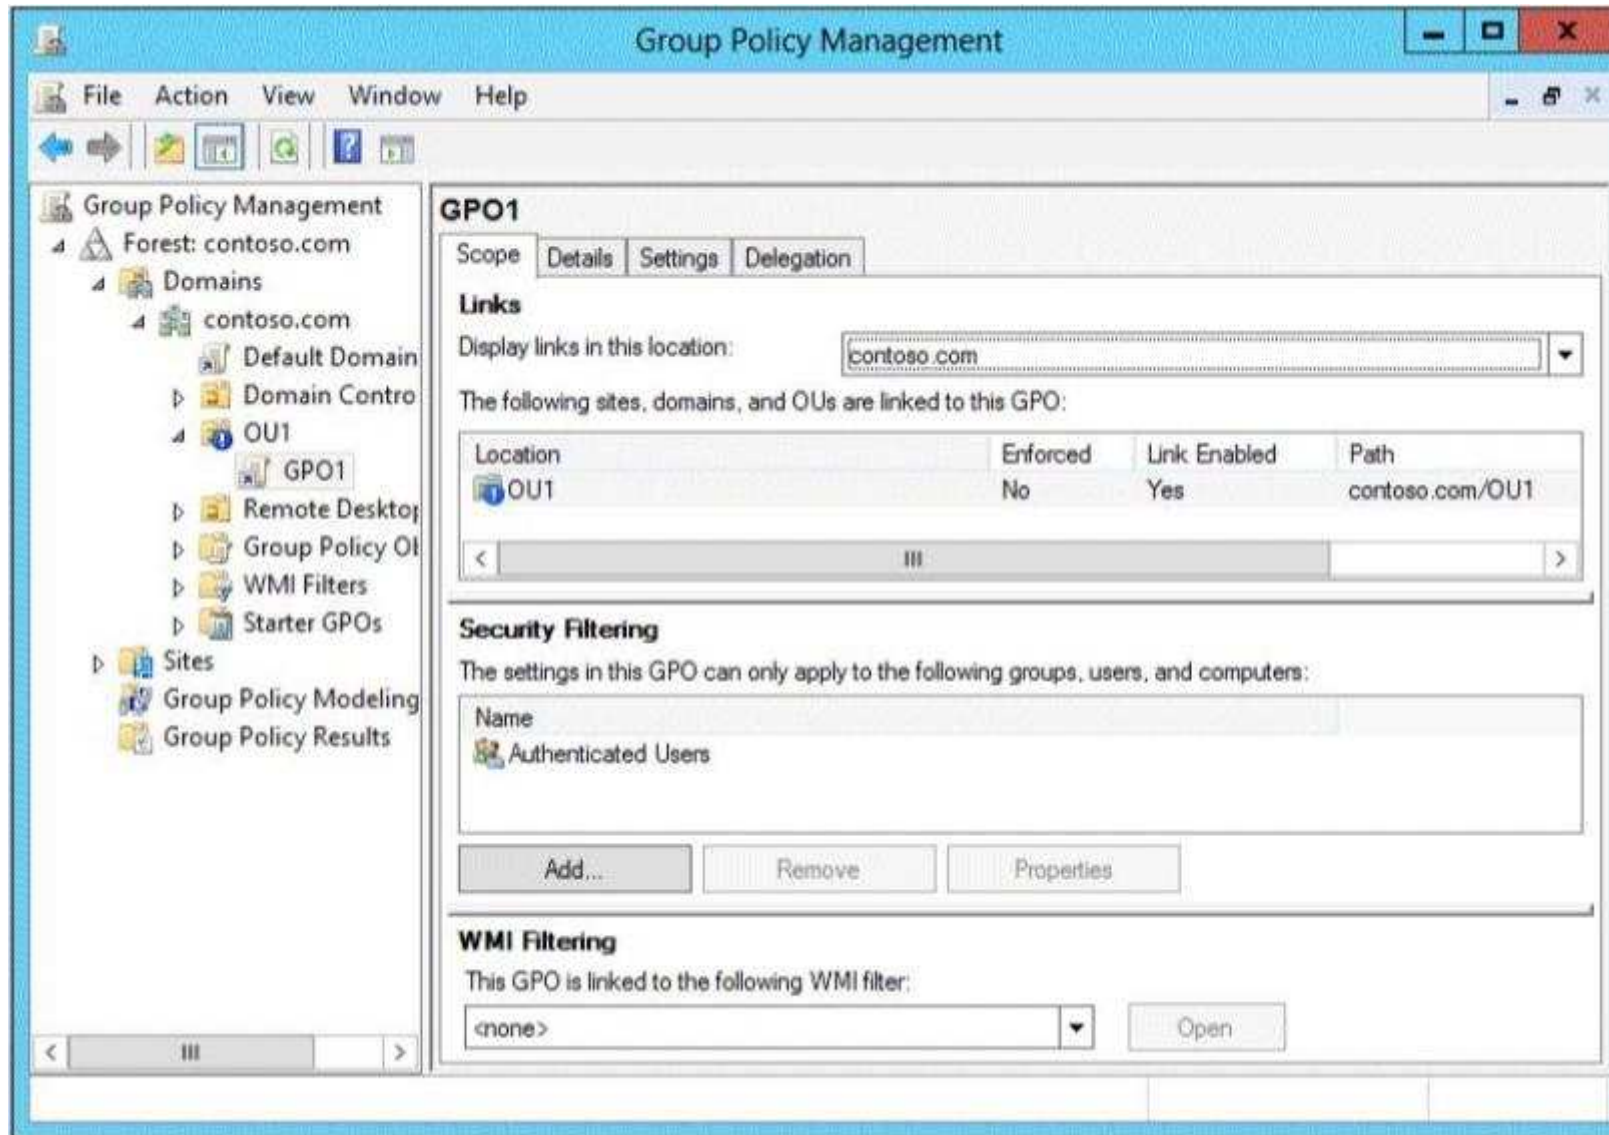 Group Policy Management
File Action View Window Help
Group Policy Management
Forest: contoso.com
Domains
contoso.com
Default Domain
Domain Contro
OU1
GPO1
Remote Desktop
Group Policy Ob
WMI Filters
Starter GPOs
Sites
Group Policy Modeling
Group Policy Results
GPO1
Scope Details Settings Delegation
Links
Display links in this location: contoso.com
The following sites, domains, and OUs are linked to this GPO:
Location Enforced Link Enabled Path
OU1 No Yes contoso.com/OU1
Security Filtering
The settings in this GPO can only apply to the following groups, users, and computers:
Name
Authenticated Users
Add... Remove Properties
WMI Filtering
This GPO is linked to the following WMI filter:
<none> Open